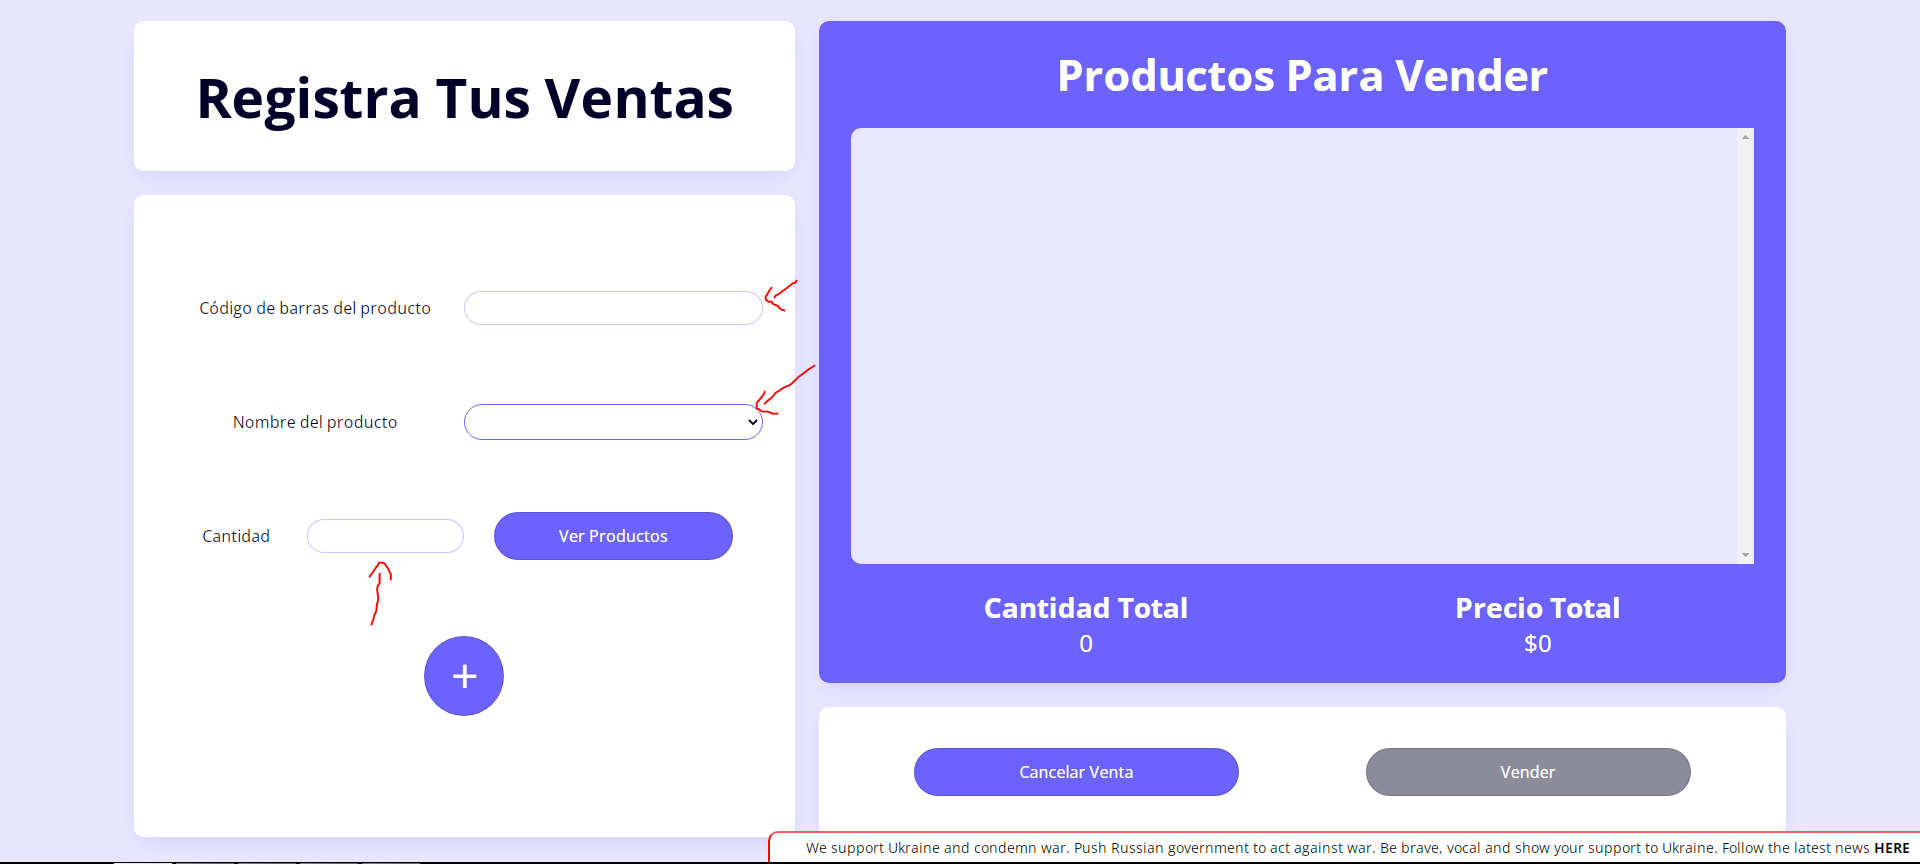 Registra Tus Ventas
Código de barras del producto
Nombre del producto
Cantidad
Ver Productos
+
Productos Para Vender
Cantidad Total
0
Precio Total
$0
Cancelar Venta
Vender
We support Ukraine and condemn war. Push Russian government to act against war. Be brave, vocal and show your support to Ukraine. Follow the latest news HERE